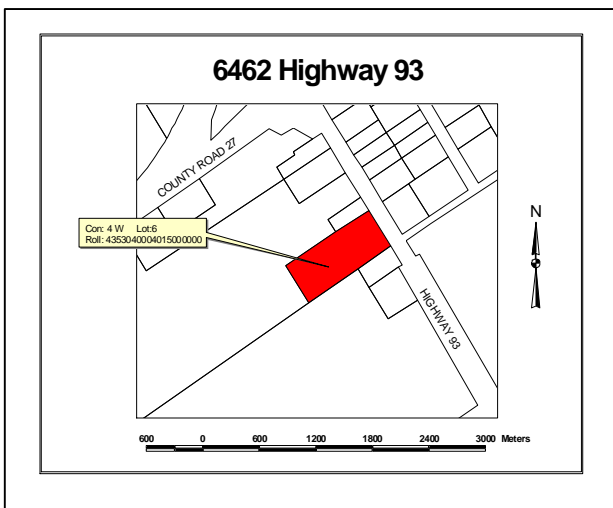 6462 Highway 93
COUNTY ROAD 27
Con: 4 W Lot:6
Roll: 4353040004015000000
N
HIGHWAY 93
600 0 600 1200 1800 2400 3000 Meters